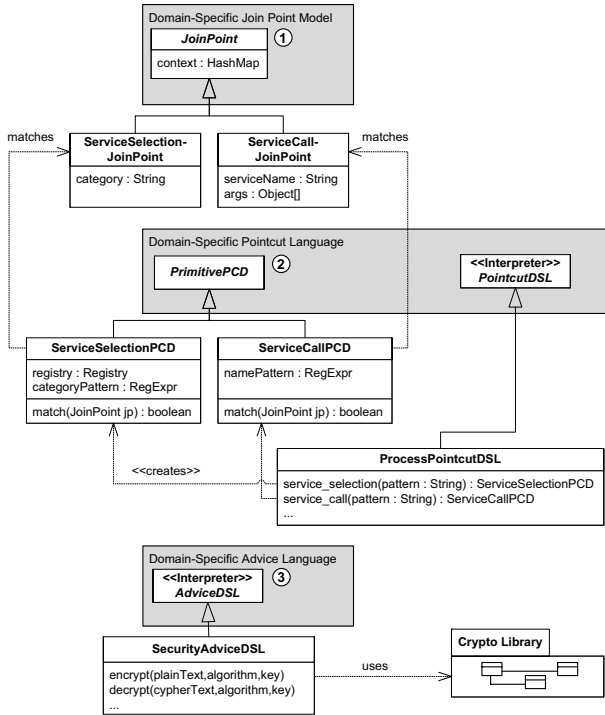 Domain-Specific Join Point Model
JoinPoint
1
context : HashMap
matches
matches
ServiceSelection-
JoinPoint
category : String
ServiceCall-
JoinPoint
serviceName : String
args : Object[]
Domain-Specific Pointcut Language
PrimitivePCD
2
<<Interpreter>>
PointcutDSL
ServiceSelectionPCD
registry : Registry
categoryPattern : RegExpr
match(JoinPoint jp) : boolean
ServiceCallPCD
namePattern : RegExpr
match(JoinPoint jp) : boolean
<<creates>>
ProcessPointcutDSL
service_selection(pattern : String) : ServiceSelectionPCD
service_call(pattern : String) : ServiceCallPCD
...
Domain-Specific Advice Language
<<Interpreter>>
AdviceDSL
3
SecurityAdviceDSL
encrypt(plainText,algorithm,key)
decrypt(cypherText,algorithm,key)
...
uses
Crypto Library